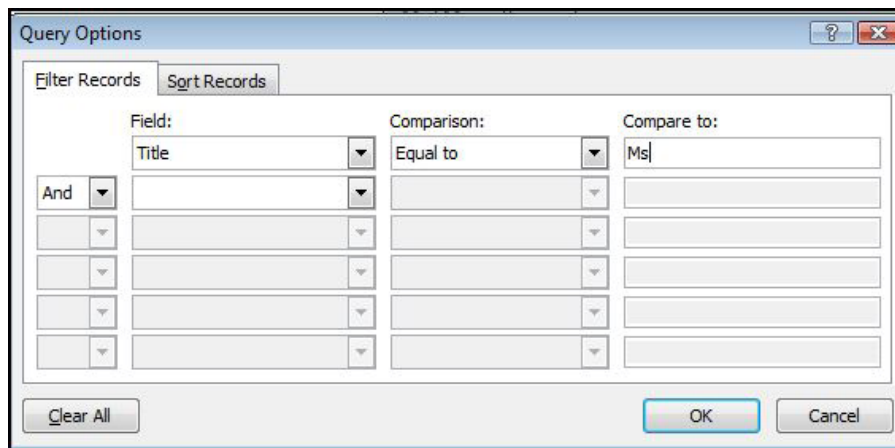 Query Options
Filter Records Sort Records
Field: Comparison: Compare to:
Title Equal to Ms
And
Clear All OK Cancel